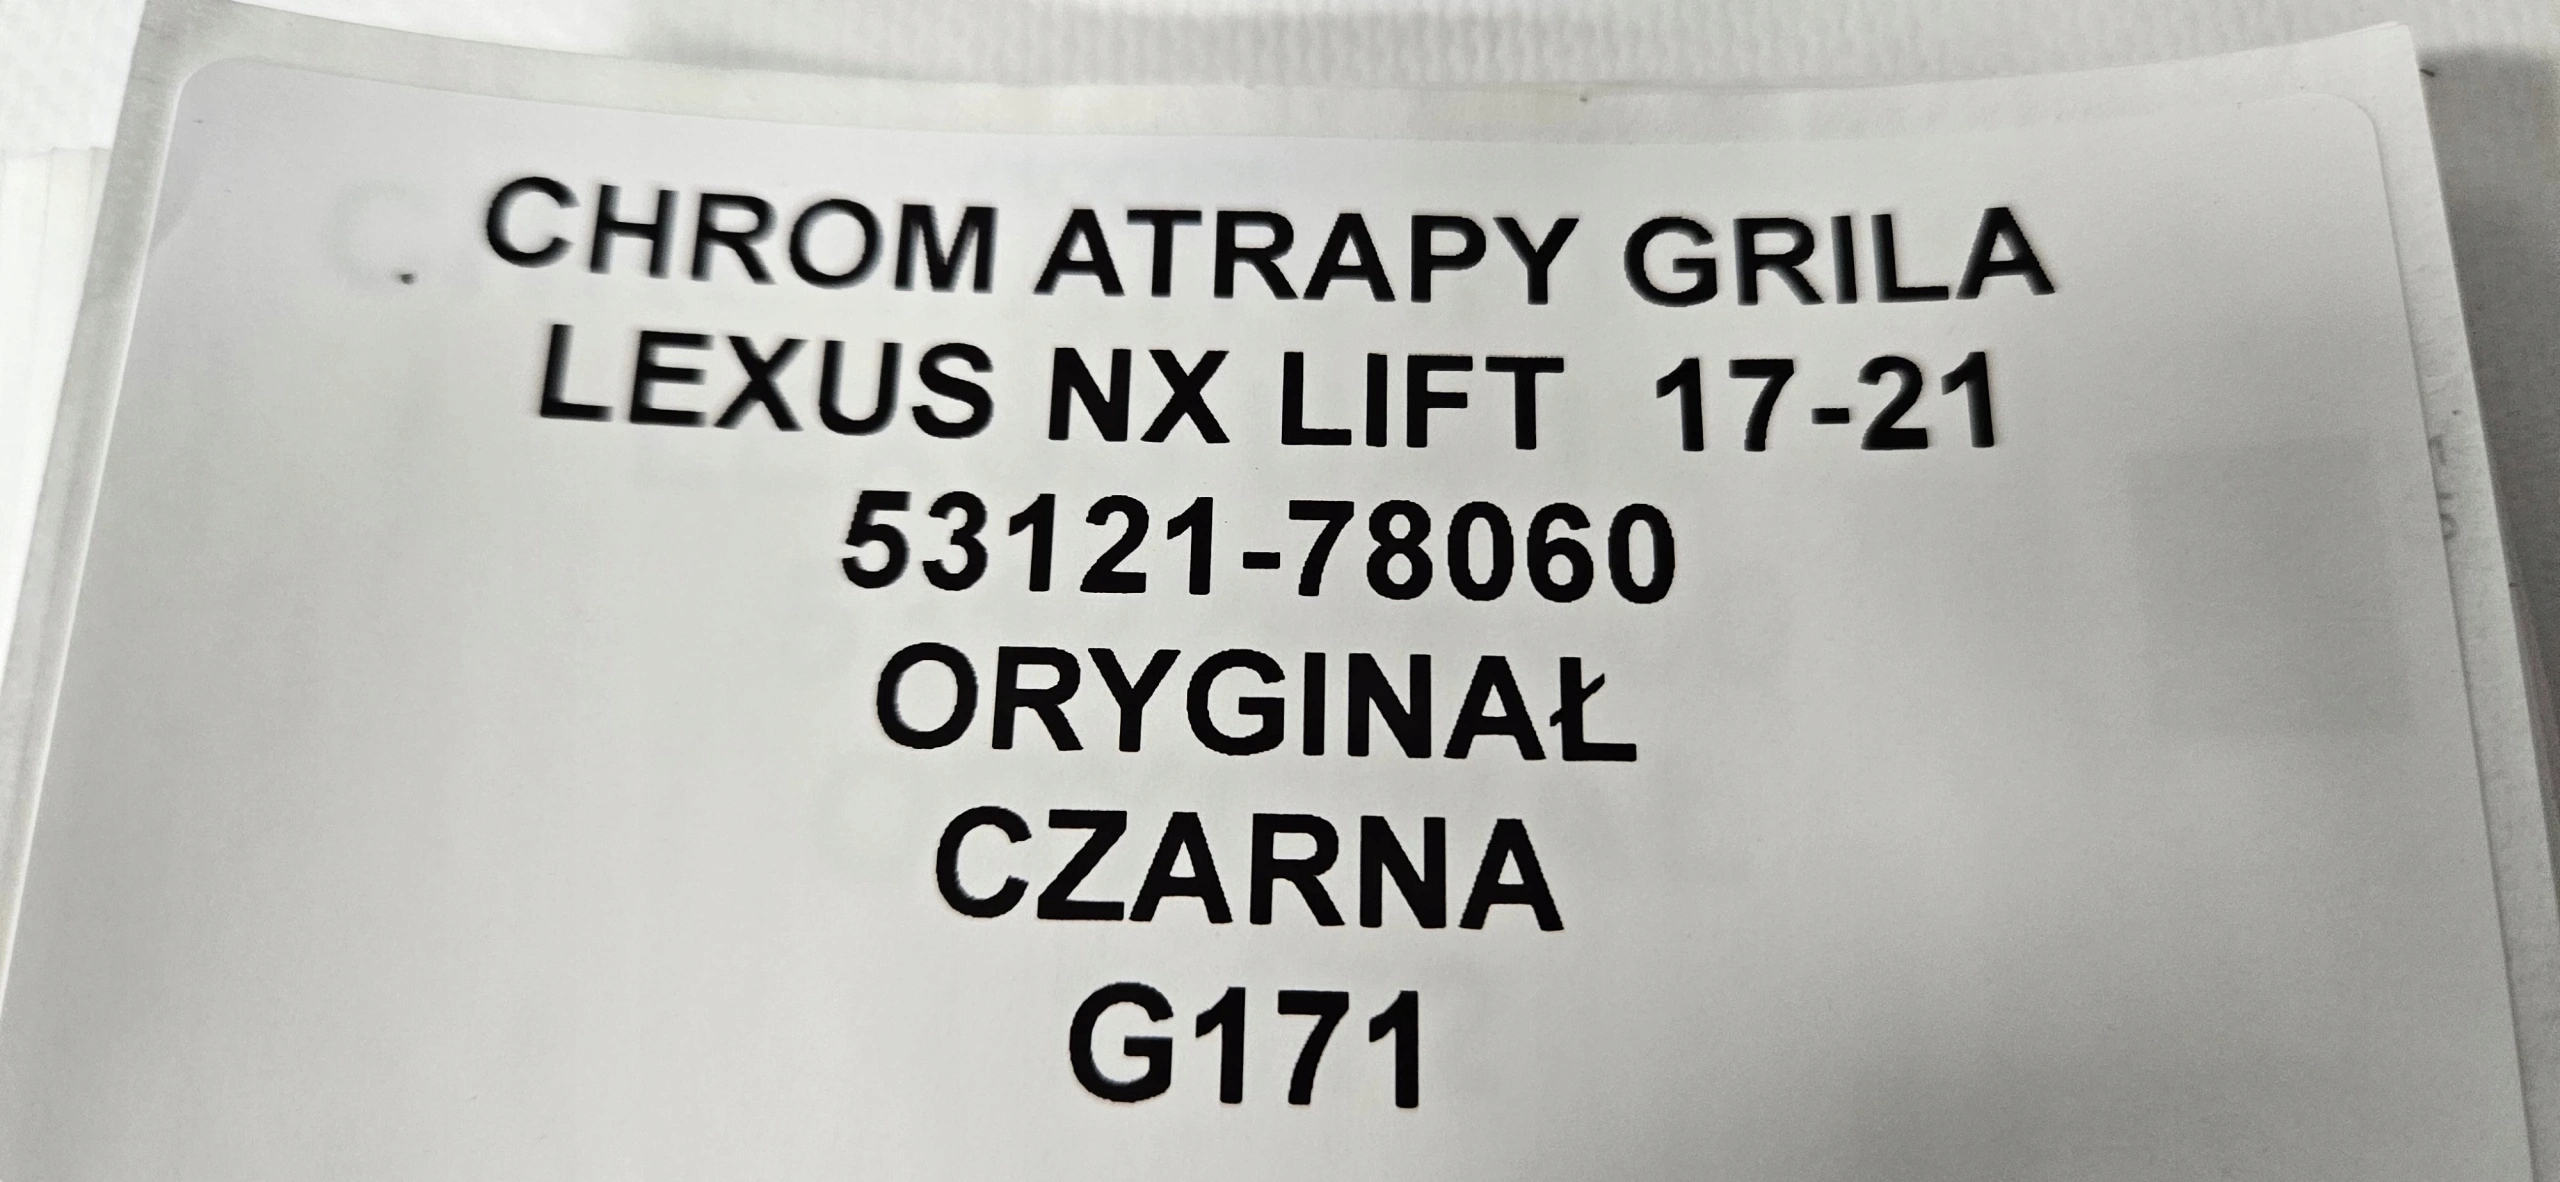 CHROM ATRAPY GRILA
LEXUS NX LIFT 17-21
53121-78060
ORYGINAŁ
CZARNA
G171